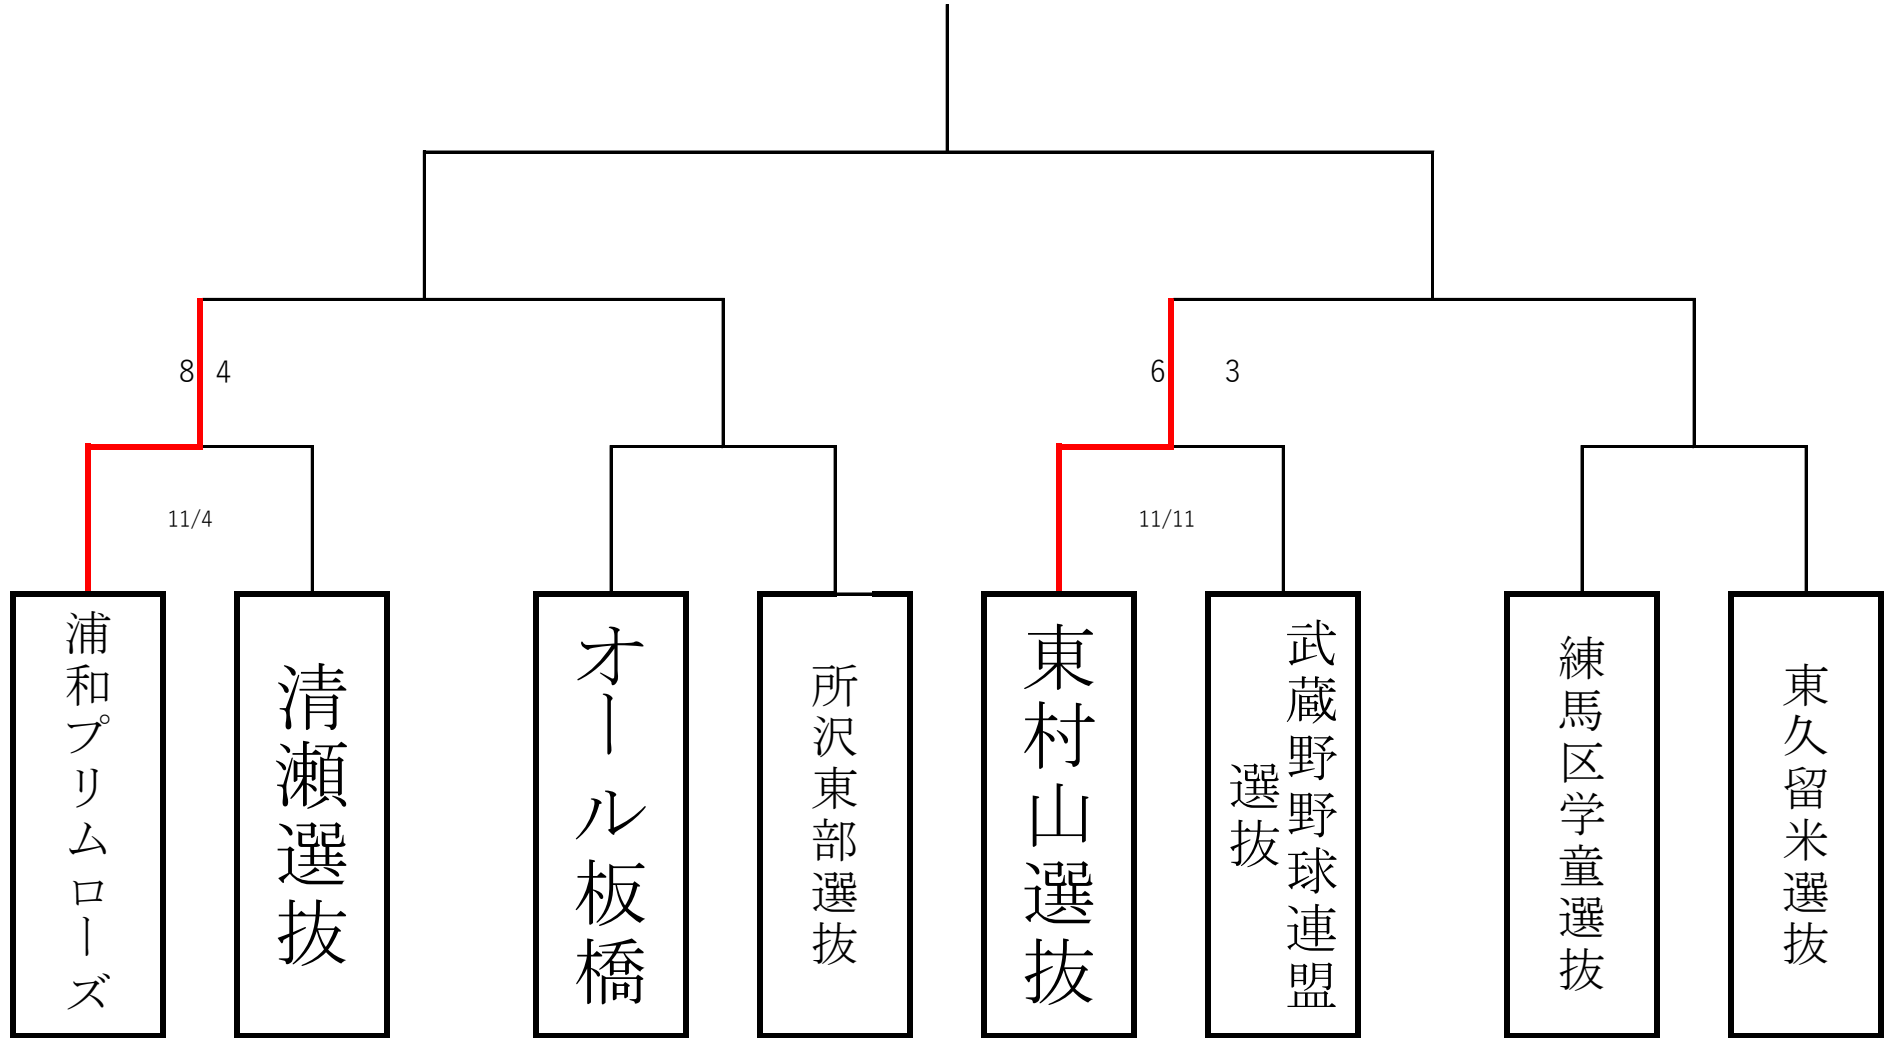 8 4
6 3
11/4
11/11
浦和プリムローズ
清瀬選抜
オール板橋
所沢東部選抜
東村山選抜
武蔵野野球連盟
選抜
練馬区学童選抜
東久留米選抜